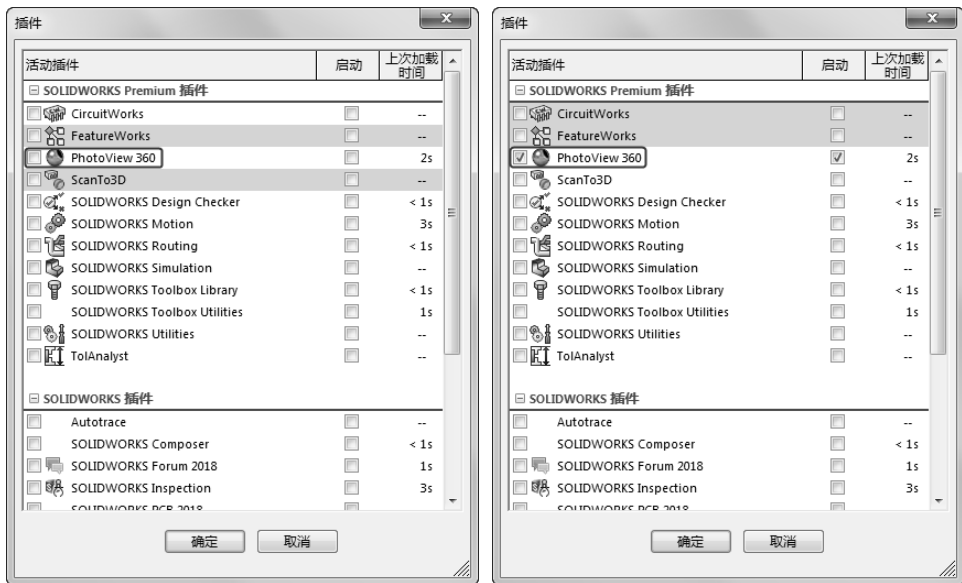 插件
活动插件 启动 上次加载时间
SOLIDWORKS Premium 插件
CircuitWorks --
FeatureWorks --
PhotoView 360 2s
ScanTo3D --
SOLIDWORKS Design Checker < 1s
SOLIDWORKS Motion 3s
SOLIDWORKS Routing < 1s
SOLIDWORKS Simulation --
SOLIDWORKS Toolbox Library < 1s
SOLIDWORKS Toolbox Utilities 1s
SOLIDWORKS Utilities --
TolAnalyst --
SOLIDWORKS 插件
Autotrace --
SOLIDWORKS Composer < 1s
SOLIDWORKS Forum 2018 1s
SOLIDWORKS Inspection 3s
SOLIDWORKS PCB 2018
确定 取消
插件
活动插件 启动 上次加载时间
SOLIDWORKS Premium 插件
CircuitWorks --
FeatureWorks --
PhotoView 360 2s
ScanTo3D --
SOLIDWORKS Design Checker < 1s
SOLIDWORKS Motion 3s
SOLIDWORKS Routing < 1s
SOLIDWORKS Simulation --
SOLIDWORKS Toolbox Library < 1s
SOLIDWORKS Toolbox Utilities 1s
SOLIDWORKS Utilities --
TolAnalyst --
SOLIDWORKS 插件
Autotrace --
SOLIDWORKS Composer < 1s
SOLIDWORKS Forum 2018 1s
SOLIDWORKS Inspection 3s
SOLIDWORKS PCB 2018
确定 取消